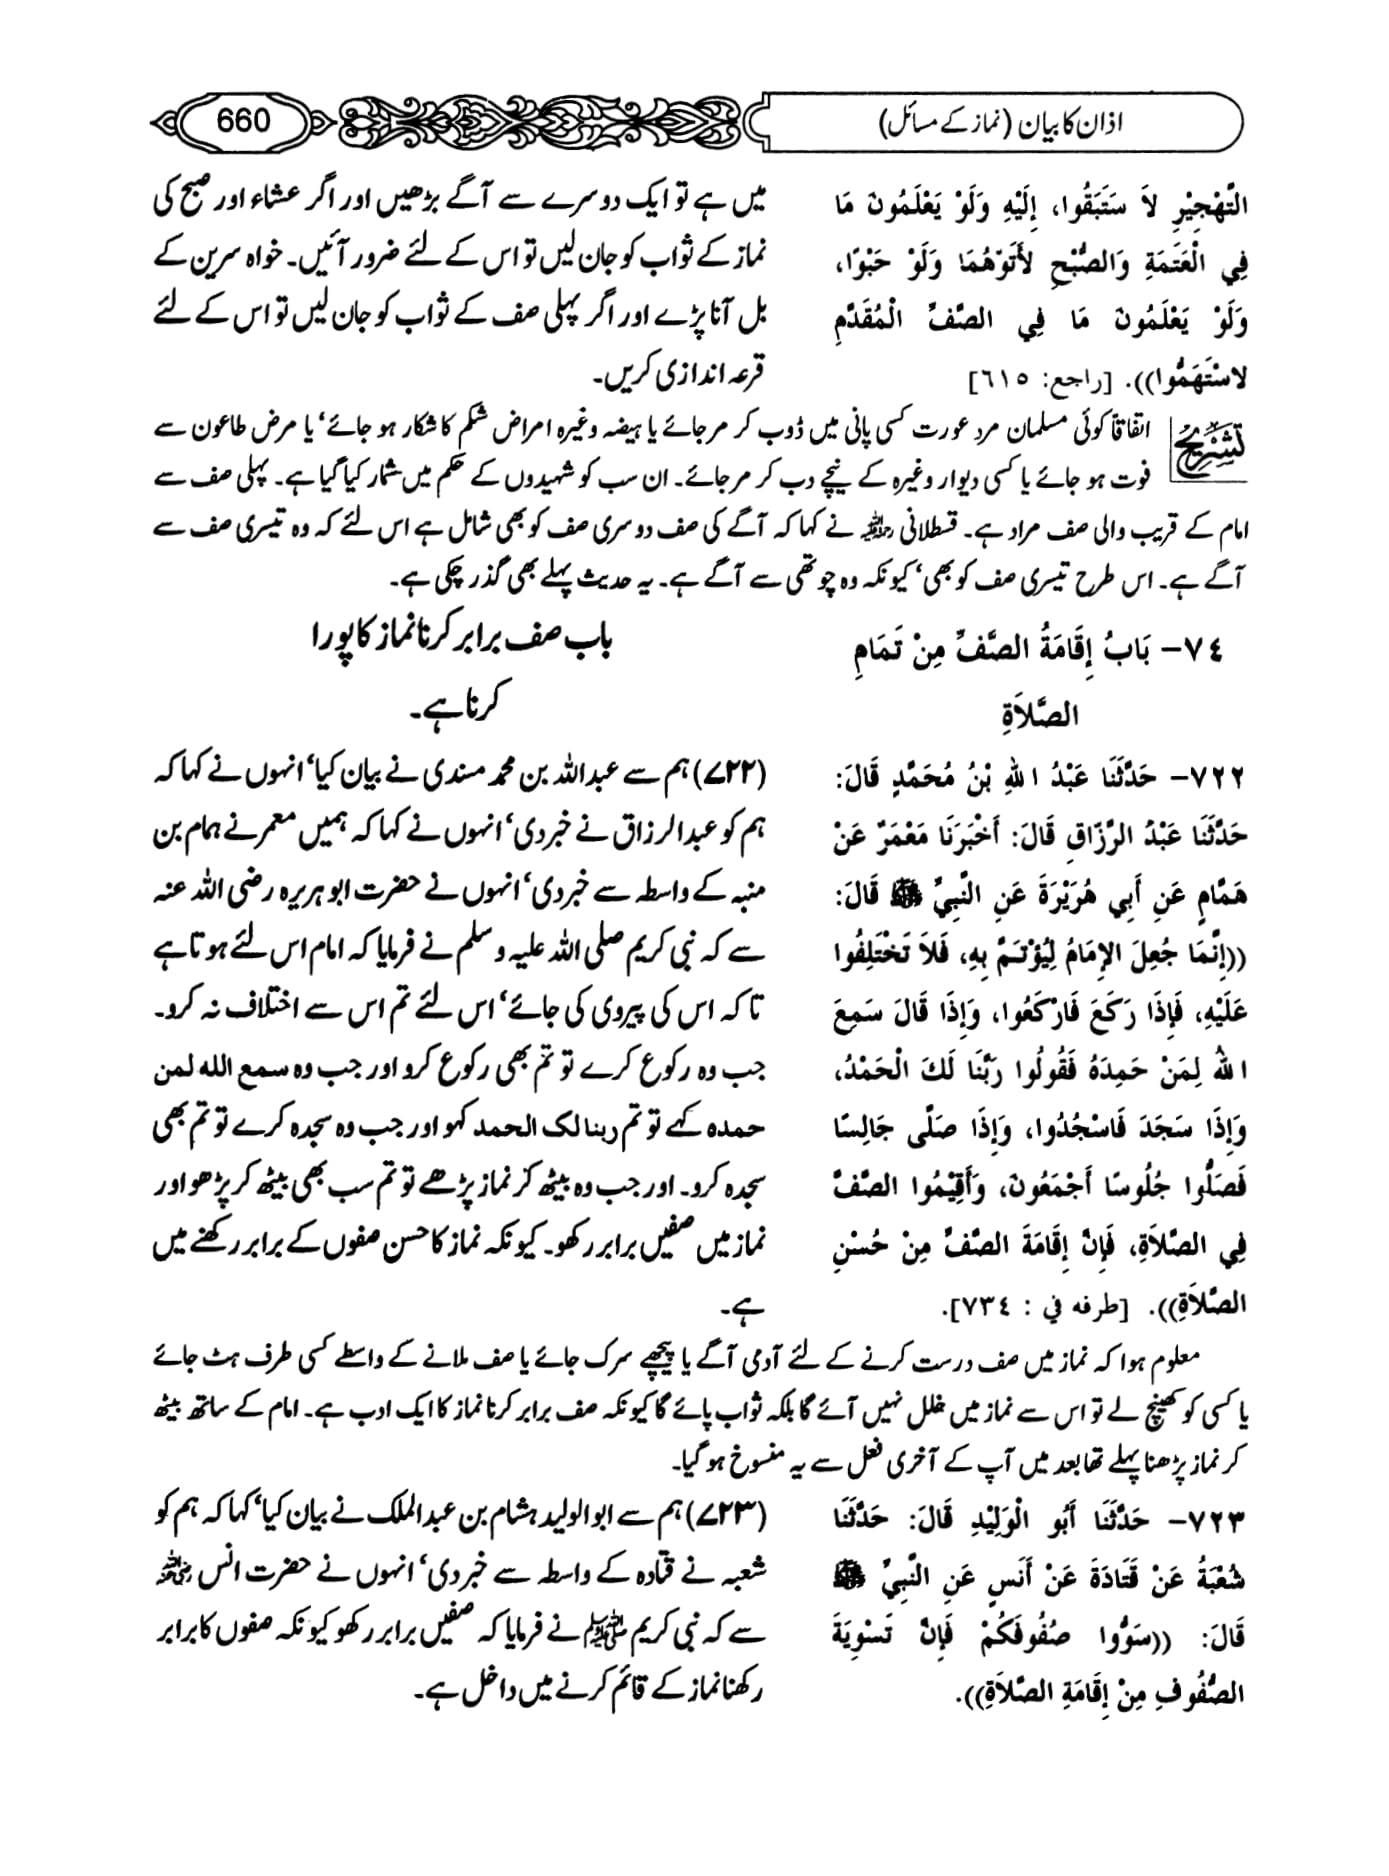 اذان کا بیان (نماز کے مسائل)
660
التَّهْجِيْرِ لاَ سْتَبَقُوا، إِلَيْهِ وَلَوْ يَعْلَمُونَ مَا
فِي الْعَتَمَةِ وَالصُّبْحِ لأَتَوْهُمَا وَلَوْ حَبْوًا،
وَلَوْ يَعْلَمُونَ مَا فِي الصَّفِّ الْمُقَدَّمِ
لاسْتَهَمُّوا)). [راجع: ٦١٥]
میں ہے تو ایک دوسرے سے آگے بڑھیں اور اگر عشاء اور صبح کی
نماز کے ثواب کو جان لیں تو اس کے لئے ضرور آئیں۔ خواہ سرین کے
بل آنا پڑے اور اگر پہلی صف کے ثواب کو جان لیں تو اس کے لئے
قرعہ اندازی کریں۔
تشریح
اتفاقاً کوئی مسلمان مرد عورت کسی پانی میں ڈوب کر مرجائے یا ہیضہ وغیرہ امراض شکم کا شکار ہو جائے‘ یا مرض طاعون سے
فوت ہو جائے یا کسی دیوار وغیرہ کے نیچے دب کر مرجائے۔ ان سب کو شہیدوں کے حکم میں شمار کیا گیا ہے۔ پہلی صف سے
امام کے قریب والی صف مراد ہے۔ قسطلانی رحمہ اللہ نے کہا کہ آگے کی صف دوسری صف کو بھی شامل ہے اس لئے کہ وہ تیسری صف سے
آگے ہے۔ اس طرح تیسری صف کو بھی‘ کیونکہ وہ چوتھی سے آگے ہے۔ یہ حدیث پہلے بھی گذر چکی ہے۔
٧٤- بَابُ إِقَامَةُ الصَّفِّ مِنْ تَمَامِ
الصَّلاَةِ
باب صف برابر کرنا نماز کا پورا
کرنا ہے۔
٧٢٢- حَدَّثَنَا عَبْدُ اللهِ بْنُ مُحَمَّدٍ قَالَ:
حَدَّثَنَا عَبْدُ الرَّزَّاقِ قَالَ: أَخْبَرَنَا مَعْمَرٌ عَنْ
هَمَّامٍ عَنِ أَبِي هُرَيْرَةَ عَنِ النَّبِيِّ ﷺ قَالَ:
((إِنَّمَا جُعِلَ الإِمَامُ لِيُؤْتَمَّ بِهِ، فَلاَ تَخْتَلِفُوا
عَلَيْهِ، فَإِذَا رَكَعَ فَارْكَعُوا، وَإِذَا قَالَ سَمِعَ
اللهُ لِمَنْ حَمِدَهُ فَقُولُوا رَبَّنَا لَكَ الْحَمْدُ،
وَإِذَا سَجَدَ فَاسْجُدُوا، وَإِذَا صَلَّى جَالِسًا
فَصَلُّوا جُلُوسًا أَجْمَعُونَ، وَأَقِيْمُوا الصَّفَّ
فِي الصَّلاَةِ، فَإِنَّ إِقَامَةَ الصَّفِّ مِنْ حُسْنِ
الصَّلاَةِ)). [طرفه في : ٧٣٤].
(۷۲۲) ہم سے عبداللہ بن محمد مسندی نے بیان کیا‘ انہوں نے کہا کہ
ہم کو عبدالرزاق نے خبر دی‘ انہوں نے کہا کہ ہمیں معمر نے ہمام بن
منبہ کے واسطہ سے خبر دی‘ انہوں نے حضرت ابو ہریرہ رضی اللہ عنہ
سے کہ نبی کریم صلی اللہ علیہ وسلم نے فرمایا کہ امام اس لئے ہوتا ہے
تاکہ اس کی پیروی کی جائے‘ اس لئے تم اس سے اختلاف نہ کرو۔
جب وہ رکوع کرے تو تم بھی رکوع کرو اور جب وہ سمع اللہ لمن
حمدہ کہے تو تم ربنا لک الحمد کہو اور جب وہ سجدہ کرے تو تم بھی
سجدہ کرو۔ اور جب وہ بیٹھ کر نماز پڑھے تو تم سب بھی بیٹھ کر پڑھو اور
نماز میں صفیں برابر رکھو۔ کیونکہ نماز کا حسن صفوں کے برابر رکھنے میں
ہے۔
معلوم ہوا کہ نماز میں صف درست کرنے کے لئے آدمی آگے یا پیچھے سرک جائے یا صف ملانے کے واسطے کسی طرف ہٹ جائے
یا کسی کو کھینچ لے تو اس سے نماز میں خلل نہیں آئے گا بلکہ ثواب پائے گا کیونکہ صف برابر کرنا نماز کا ایک ادب ہے۔ امام کے ساتھ بیٹھ
کر نماز پڑھنا پہلے تھا بعد میں آپ کے آخری فعل سے یہ منسوخ ہو گیا۔
٧٢٣- حَدَّثَنَا أَبُو الْوَلِيْدِ قَالَ: حَدَّثَنَا
شُعْبَةُ عَنْ قَتَادَةَ عَنْ أَنَسٍ عَنِ النَّبِيِّ ﷺ
قَالَ: ((سَوُّوا صُفُوفَكُمْ فَإِنَّ تَسْوِيَةَ
الصُّفُوفِ مِنْ إِقَامَةِ الصَّلاَةِ)).
(۷۲۳) ہم سے ابوالولید ہشام بن عبدالملک نے بیان کیا‘ کہا کہ ہم کو
شعبہ نے قتادہ کے واسطہ سے خبر دی‘ انہوں نے حضرت انس رضی اللہ عنہ
سے کہ نبی کریم ﷺ نے فرمایا کہ صفیں برابر رکھو کیونکہ صفوں کا برابر
رکھنا نماز کے قائم کرنے میں داخل ہے۔